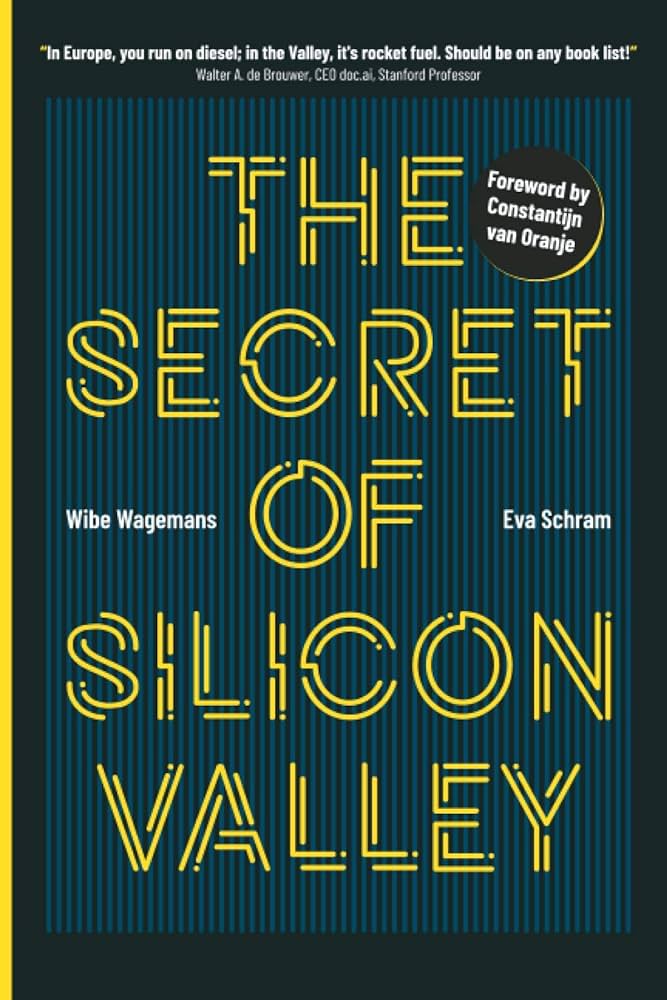 “In Europe, you run on diesel; in the Valley, it's rocket fuel. Should be on any book list!”
Walter A. de Brouwer, CEO doc.ai, Stanford Professor
THE
Foreword by
Constantijn
van Oranje
SECRET
OF
Wibe Wagemans
Eva Schram
SILICON
VALLEY